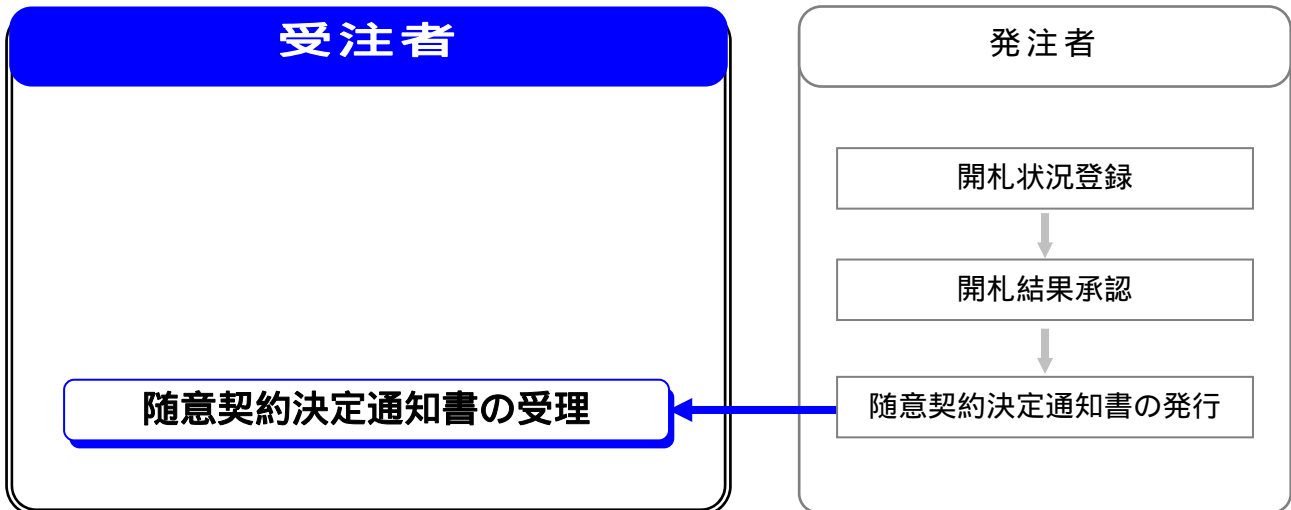 受注者
発注者
開札状況登録
開札結果承認
随意契約決定通知書の受理
随意契約決定通知書の発行